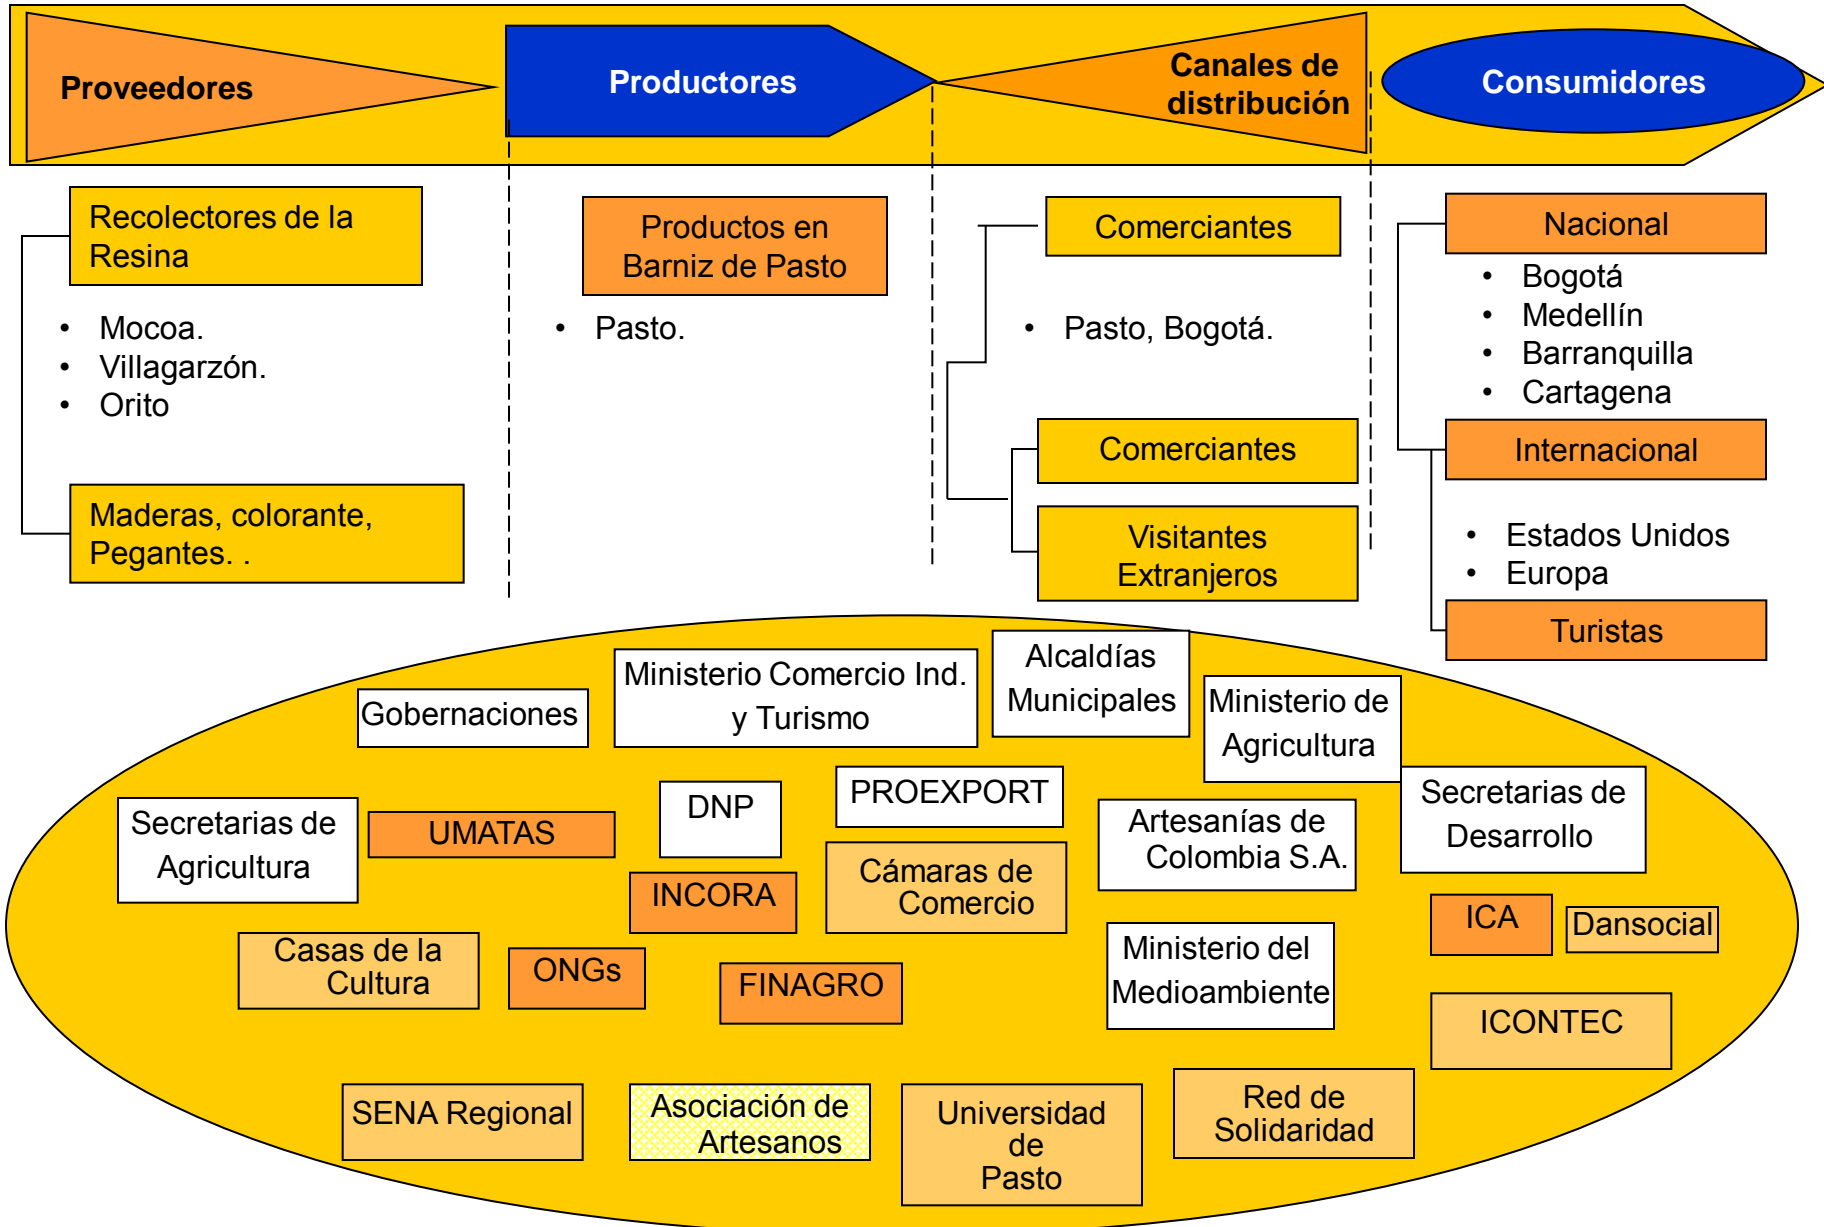 Proveedores
Productores
Canales de
distribución
Consumidores
Recolectores de la
Resina
• Mocoa.
• Villagarzón.
• Orito
Maderas, colorante,
Pegantes. .
Productos en
Barniz de Pasto
• Pasto.
Comerciantes
• Pasto, Bogotá.
Comerciantes
Visitantes
Extranjeros
Nacional
• Bogotá
• Medellín
• Barranquilla
• Cartagena
Internacional
• Estados Unidos
• Europa
Turistas
Gobernaciones
Ministerio Comercio Ind.
y Turismo
Alcaldías
Municipales
Ministerio de
Agricultura
Secretarias de
Agricultura
UMATAS
DNP
PROEXPORT
Artesanías de
Colombia S.A.
Secretarias de
Desarrollo
INCORA
Cámaras de
Comercio
ICA
Dansocial
Casas de la
Cultura
ONGs
FINAGRO
Ministerio del
Medioambiente
ICONTEC
SENA Regional
Asociación de
Artesanos
Universidad
de
Pasto
Red de
Solidaridad